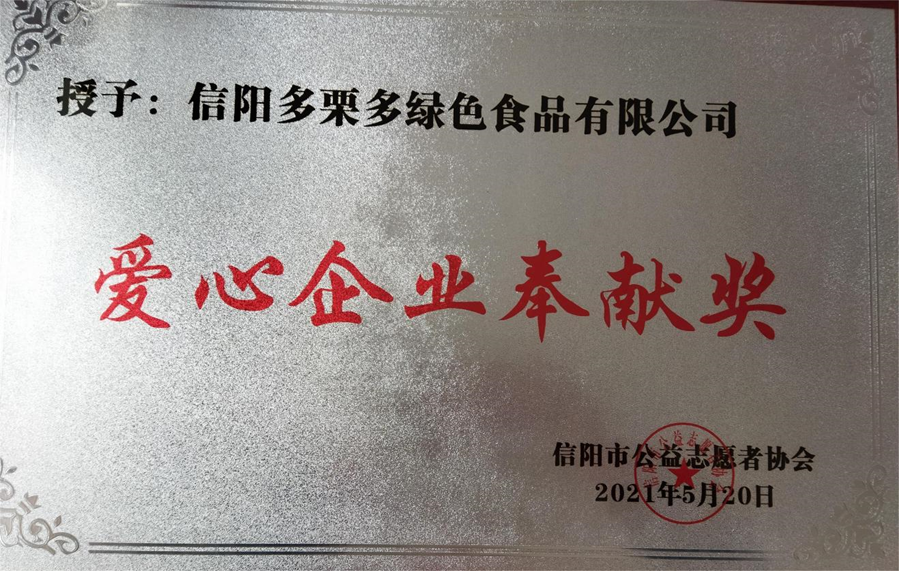 授予：信阳多栗多绿色食品有限公司
爱心企业奉献奖
信阳市公益志愿者协会
2021年5月20日